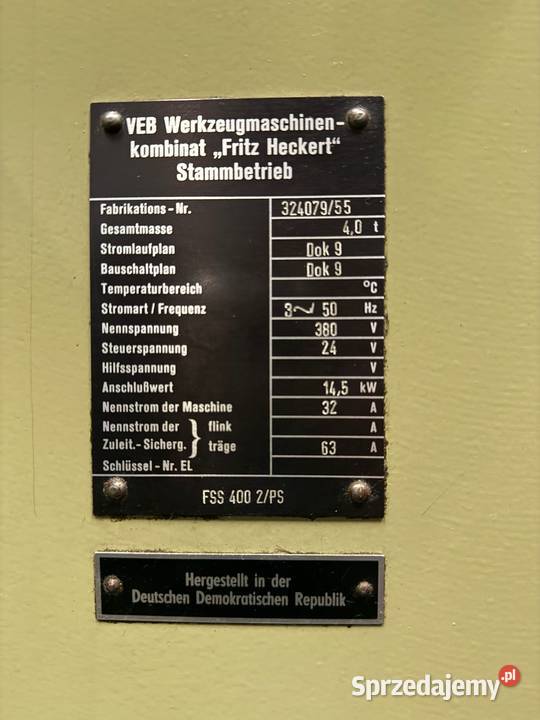 VEB Werkzeugmaschinen-
kombinat „Fritz Heckert"
Stammbetrieb
Fabrikations-Nr. 324079/55
Gesamtmasse 4,0 t
Stromlaufplan Dok 9
Bauschaltplan Dok 9
Temperaturbereich °C
Stromart / Frequenz 3~ 50 Hz
Nennspannung 380 V
Steuerspannung 24 V
Hilfsspannung V
Anschlußwert 14,5 kW
Nennstrom der Maschine 32 A
Nennstrom der } flink A
Zuleit.-Sicherg. } träge 63 A
Schlüssel-Nr. EL
FSS 400 2/PS
Hergestellt in der
Deutschen Demokratischen Republik
Sprzedajemy.pl